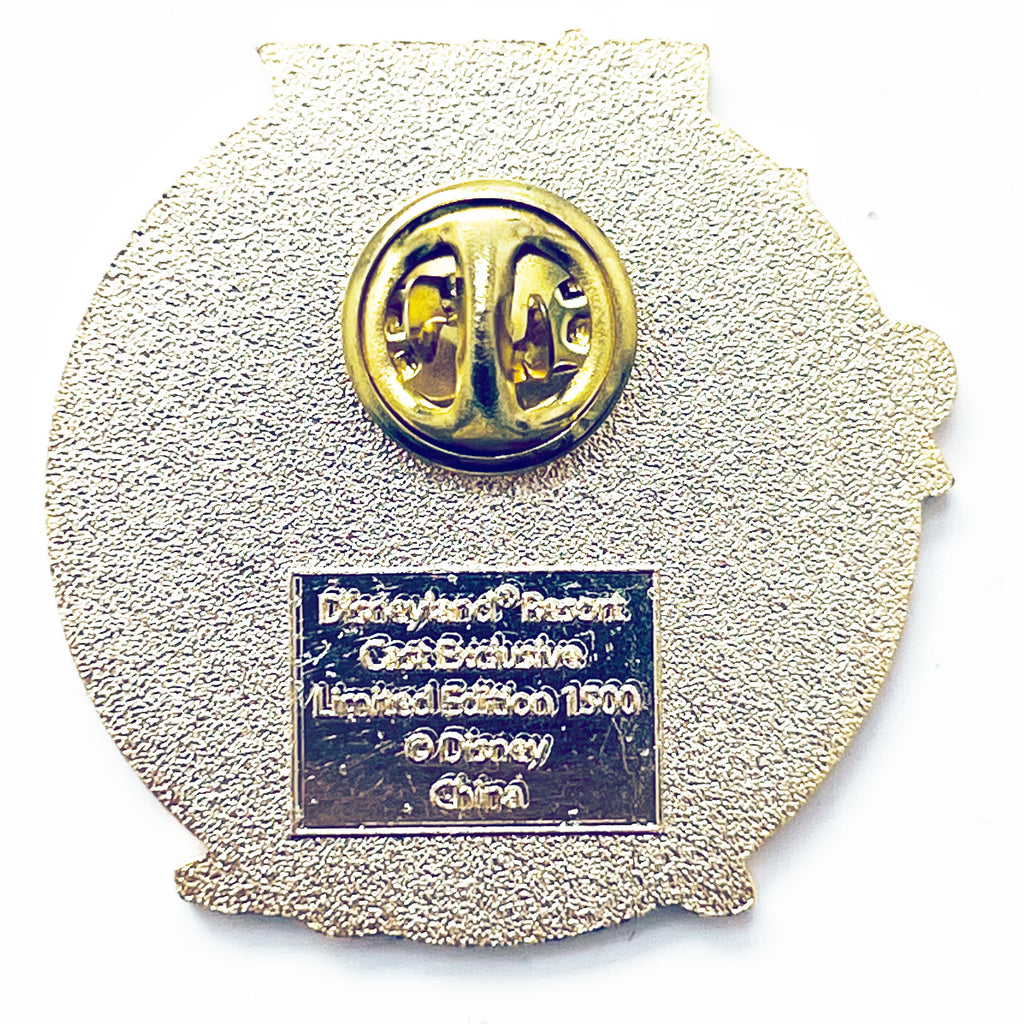 Disneyland® Resort
Cast Exclusive
Limited Edition 1500
© Disney
China